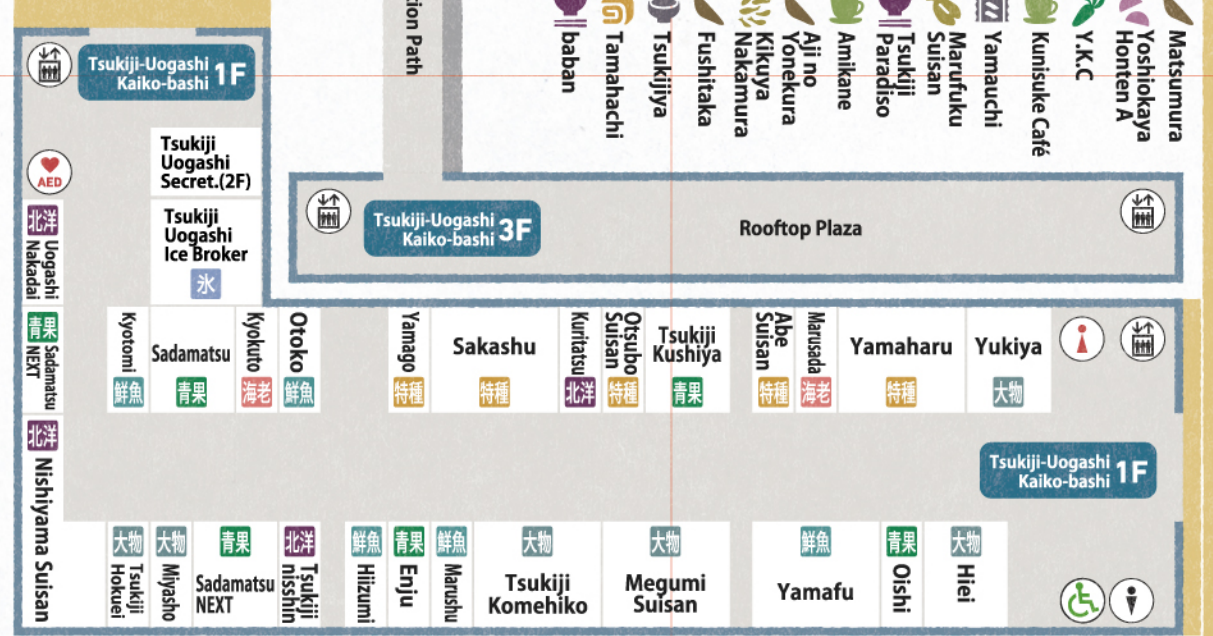 tion Path
baban
Tamahachi
Tsukijiya
Fushitaka
Kikuya
Nakamura
Aji no
Yonekura
Amikane
Tsukiji
Paradiso
Marufuku
Suisan
Yamauchi
Kunisuke Café
Y.K.C
Yoshiokaya
Honten A
Matsumura
Tsukiji-Uogashi
Kaiko-bashi 1F
Tsukiji
Uogashi
Secret.(2F)
AED
Tsukiji
Uogashi
Ice Broker
氷
Tsukiji-Uogashi
Kaiko-bashi 3F
Rooftop Plaza
北洋
Uogashi
Nakadai
青果
Sadamatsu
NEXT
北洋
Nishiyama Suisan
Kyotomi
鮮魚
Sadamatsu
青果
Kyokuto
海老
Otoko
鮮魚
Yamago
特種
Sakashu
特種
Kuritatsu
北洋
Otsubo
Suisan
特種
Tsukiji
Kushiya
青果
Abe
Suisan
特種
Marusada
海老
Yamaharu
特種
Yukiya
大物
Tsukiji-Uogashi
Kaiko-bashi 1F
大物
Tsukiji
Hokuei
大物
Miyasho
青果
Sadamatsu
NEXT
北洋
Tsukiji
nisshin
鮮魚
Hiizumi
青果
Enju
鮮魚
Marushu
大物
Tsukiji
Komehiko
大物
Megumi
Suisan
鮮魚
Yamafu
青果
Oishi
大物
Hiei